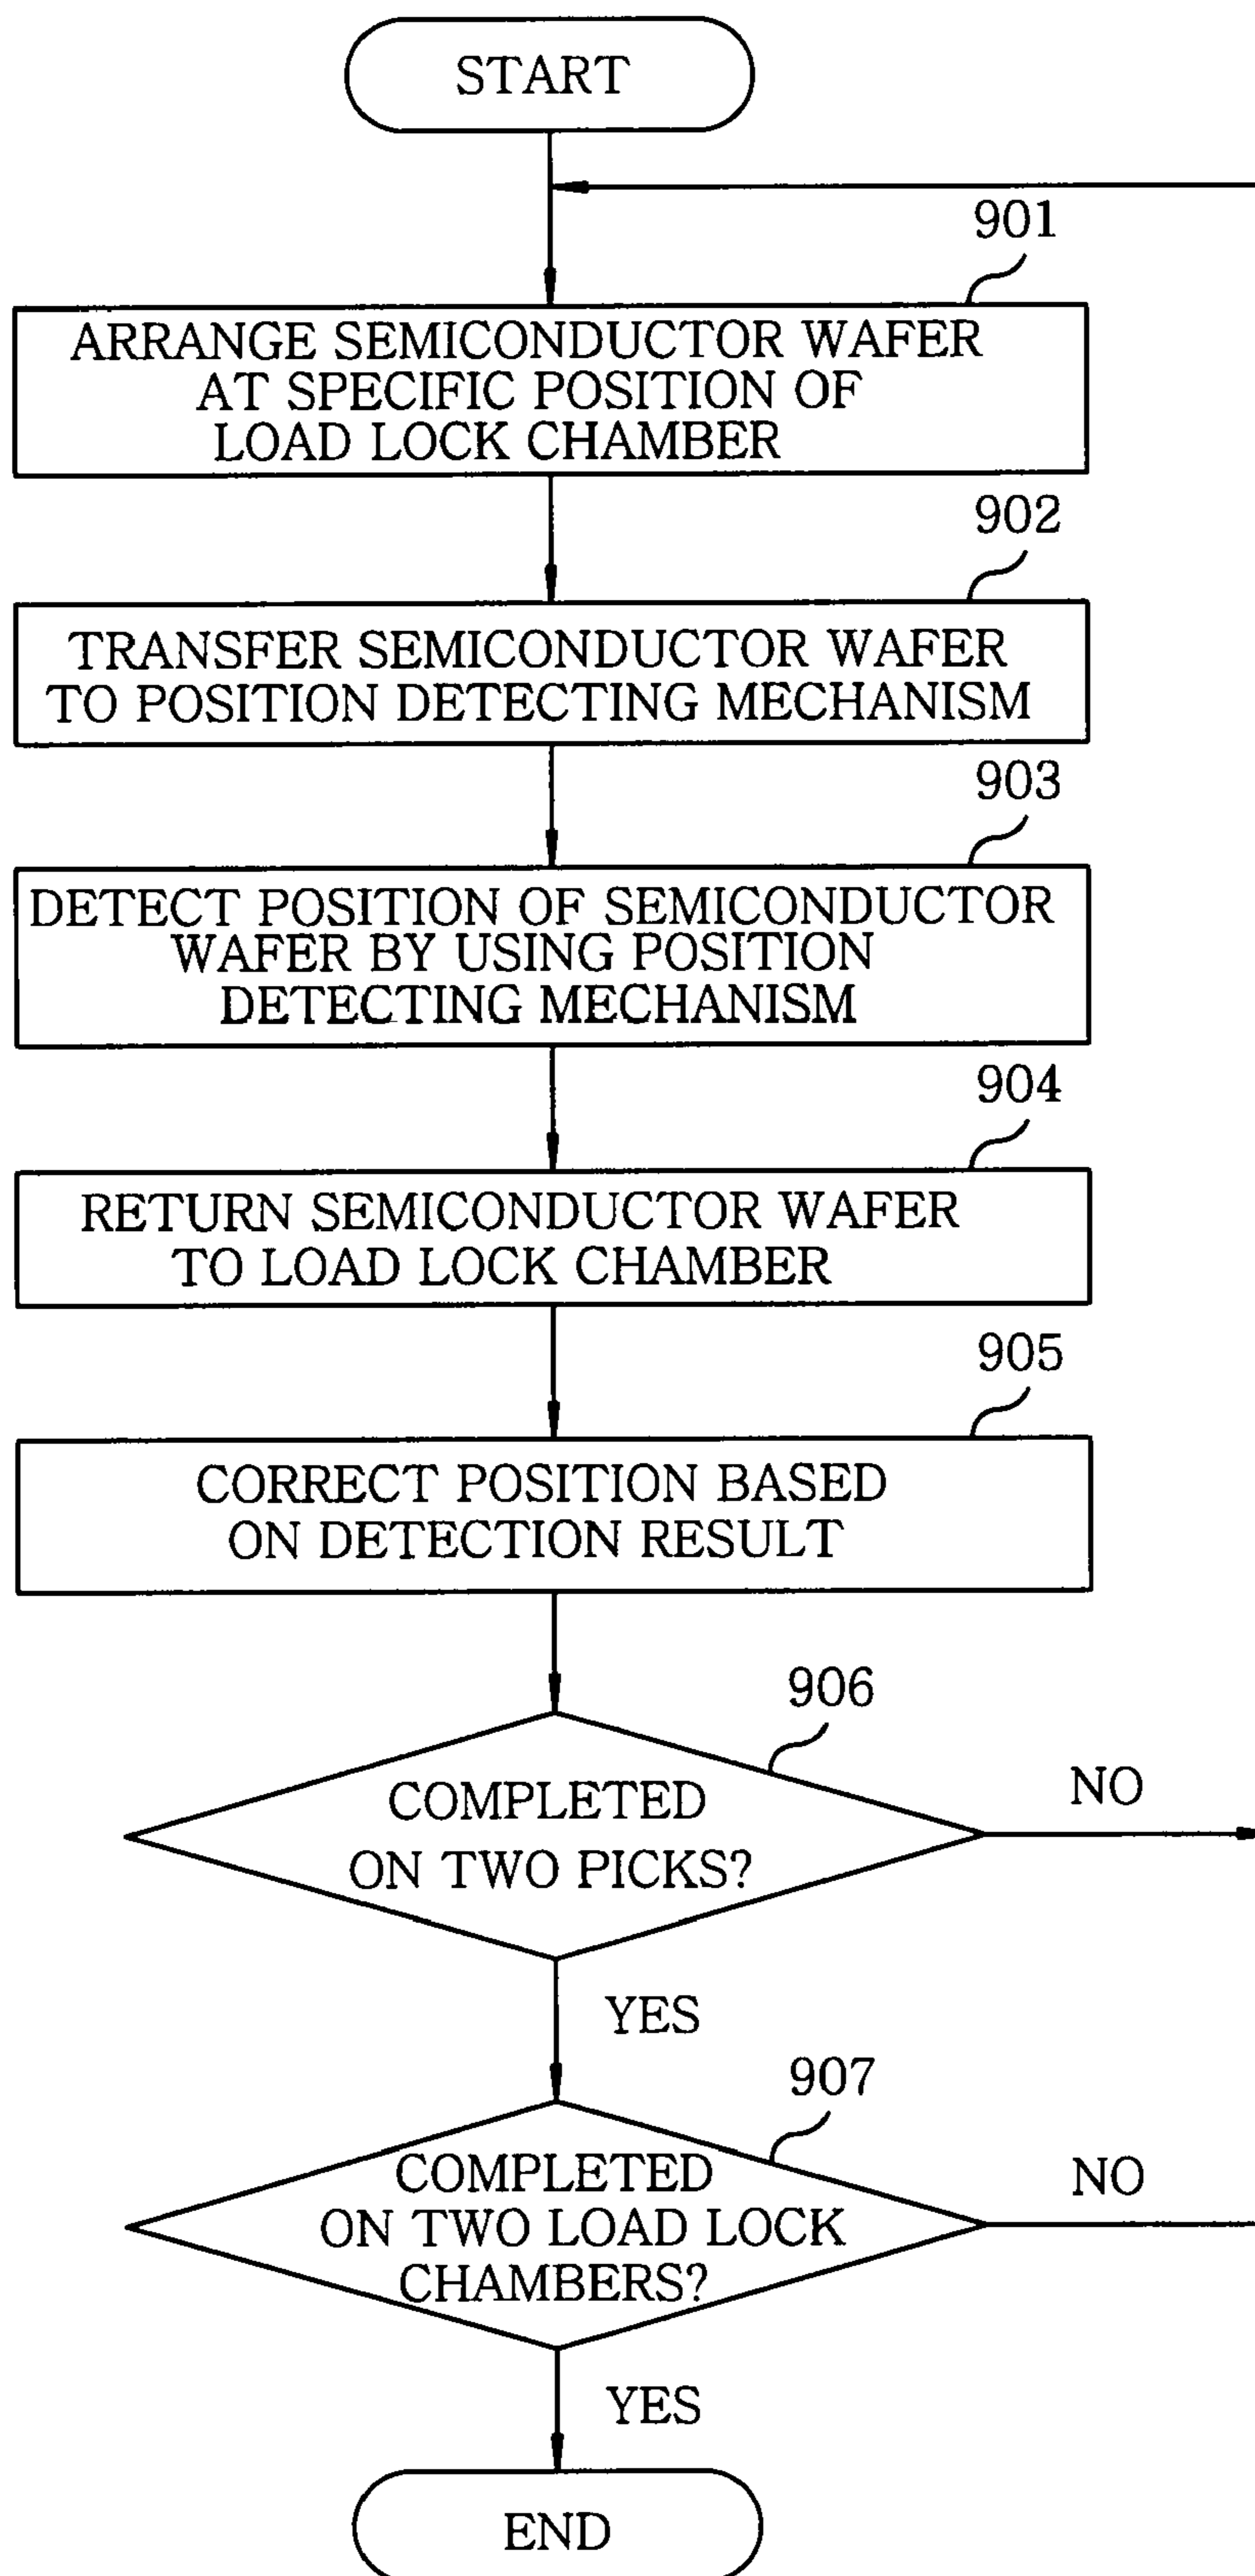 START
901
ARRANGE SEMICONDUCTOR WAFER
AT SPECIFIC POSITION OF
LOAD LOCK CHAMBER
902
TRANSFER SEMICONDUCTOR WAFER
TO POSITION DETECTING MECHANISM
903
DETECT POSITION OF SEMICONDUCTOR
WAFER BY USING POSITION
DETECTING MECHANISM
904
RETURN SEMICONDUCTOR WAFER
TO LOAD LOCK CHAMBER
905
CORRECT POSITION BASED
ON DETECTION RESULT
906
COMPLETED
ON TWO PICKS?
NO
YES
907
COMPLETED
ON TWO LOAD LOCK
CHAMBERS?
NO
YES
END